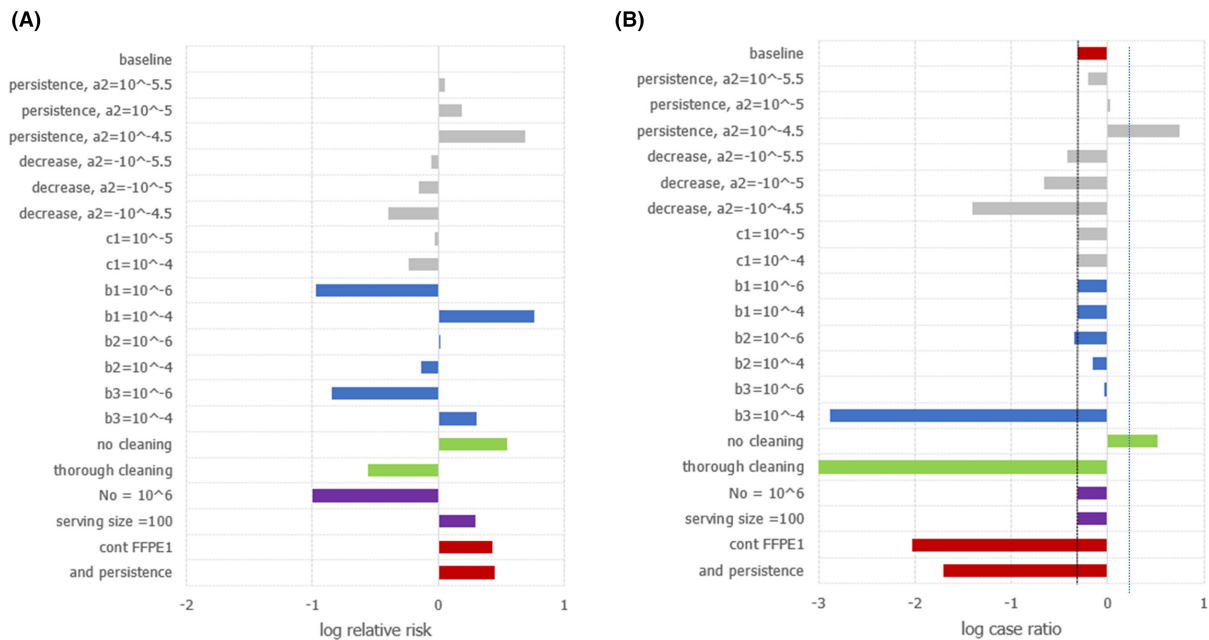 (A)
baseline
persistence, a2=10^-5.5
persistence, a2=10^-5
persistence, a2=10^-4.5
decrease, a2=-10^-5.5
decrease, a2=-10^-5
decrease, a2=-10^-4.5
c1=10^-5
c1=10^-4
b1=10^-6
b1=10^-4
b2=10^-6
b2=10^-4
b3=10^-6
b3=10^-4
no cleaning
thorough cleaning
No = 10^6
serving size =100
cont FFPE1
and persistence
-2 -1 0 1
log relative risk
(B)
baseline
persistence, a2=10^-5.5
persistence, a2=10^-5
persistence, a2=10^-4.5
decrease, a2=-10^-5.5
decrease, a2=-10^-5
decrease, a2=-10^-4.5
c1=10^-5
c1=10^-4
b1=10^-6
b1=10^-4
b2=10^-6
b2=10^-4
b3=10^-6
b3=10^-4
no cleaning
thorough cleaning
No = 10^6
serving size =100
cont FFPE1
and persistence
-3 -2 -1 0 1
log case ratio